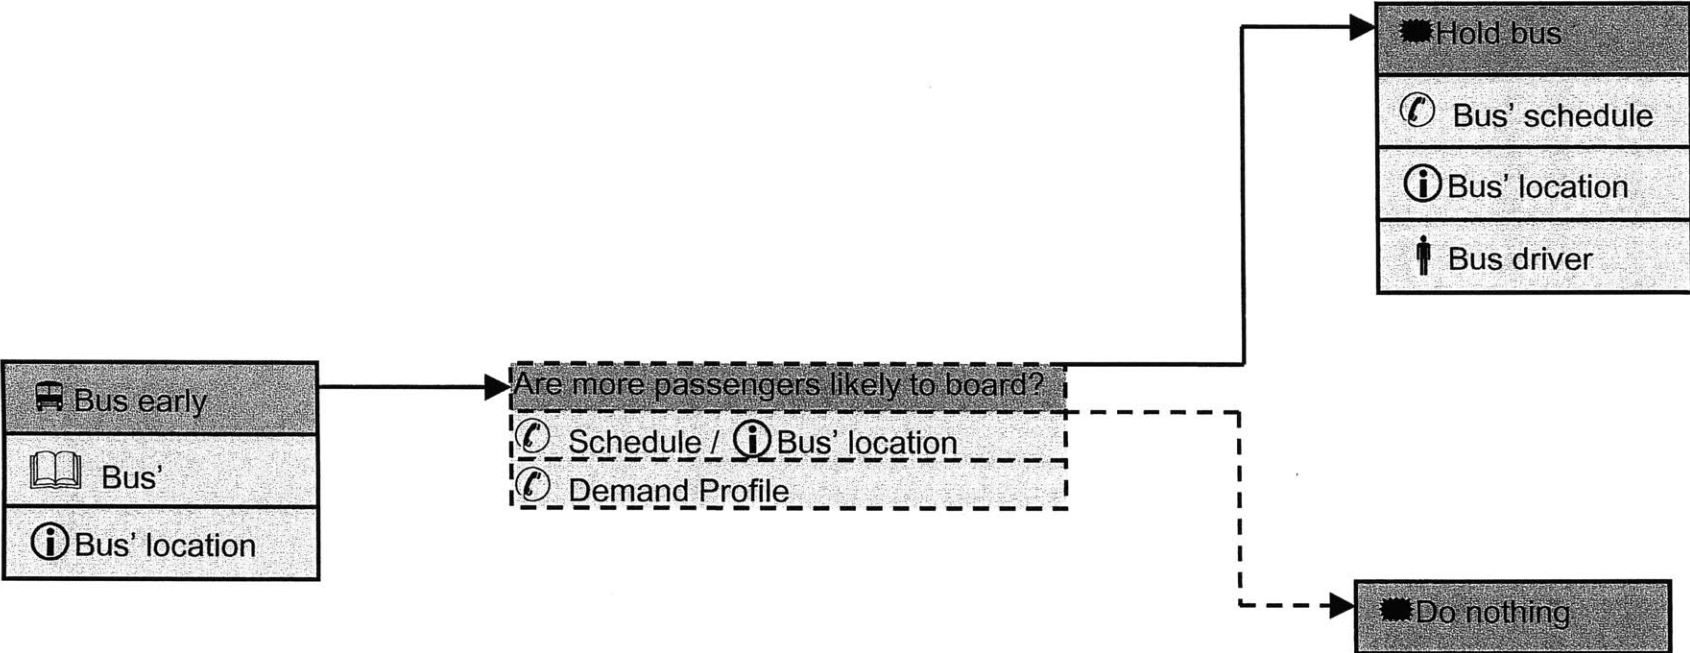 Hold bus
Bus' schedule
Bus' location
Bus driver
Bus early
Bus'
Bus' location
Are more passengers likely to board?
Schedule / Bus' location
Demand Profile
Do nothing